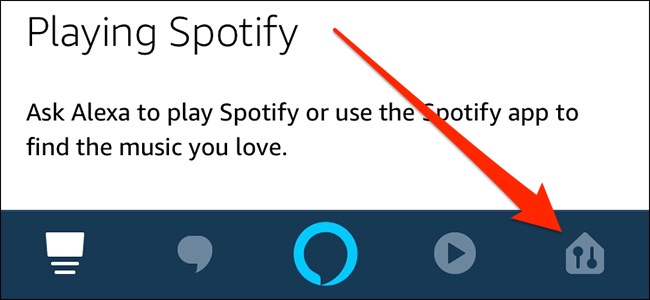 Playing Spotify
Ask Alexa to play Spotify or use the Spotify app to
find the music you love.